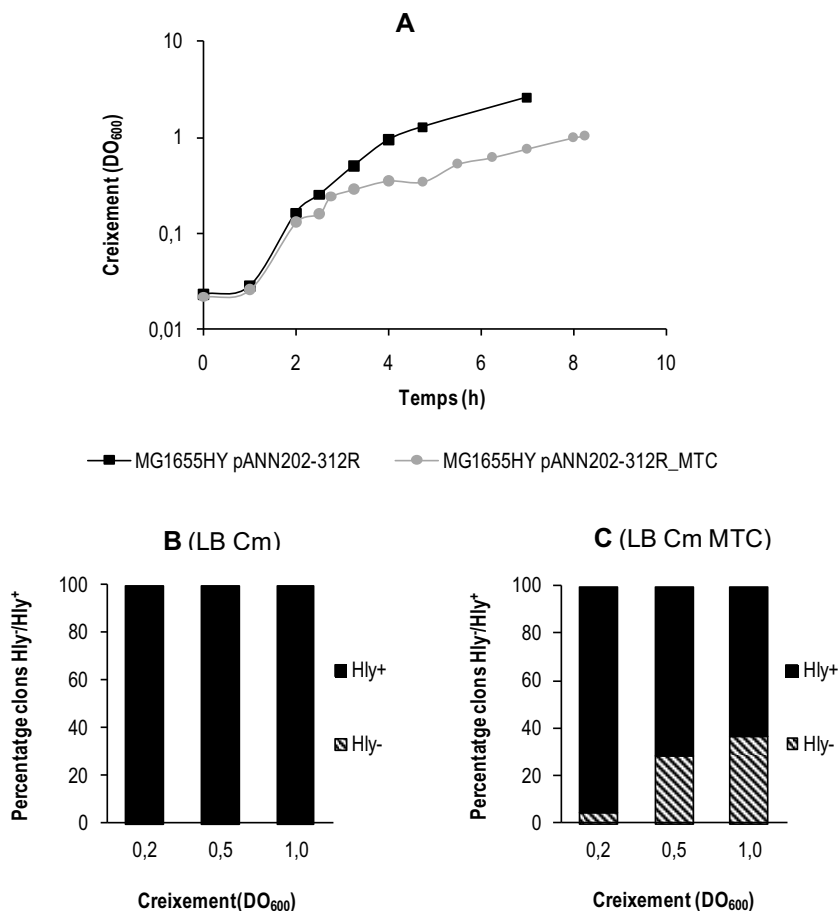 A
Creixement (DO600)
10
1
0,1
0,01
0 2 4 6 8 10
Temps (h)
MG1655HY pANN202-312R MG1655HY pANN202-312R_MTC
B (LB Cm)
Percentatge clons Hly-/Hly+
100
80
60
40
20
0
0,2 0,5 1,0
Creixement(DO600)
Hly+
Hly-
C (LB Cm MTC)
Percentatge clons Hly-/Hly+
100
80
60
40
20
0
0,2 0,5 1,0
Creixement (DO600)
Hly+
Hly-